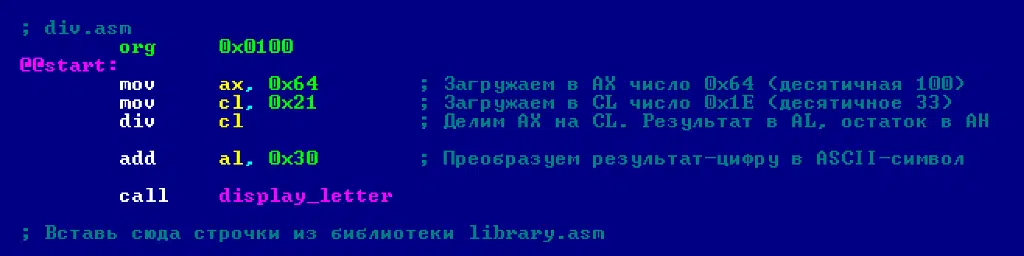 ; div.asm
org 0x0100
@@start:
mov ax, 0x64 ; Загружаем в AX число 0x64 (десятичная 100)
mov cl, 0x21 ; Загружаем в CL число 0x1E (десятичное 33)
div cl ; Делим AX на CL. Результат в AL, остаток в AH
add al, 0x30 ; Преобразуем результат-цифру в ASCII-символ
call display_letter
; Вставь сюда строчки из библиотеки library.asm